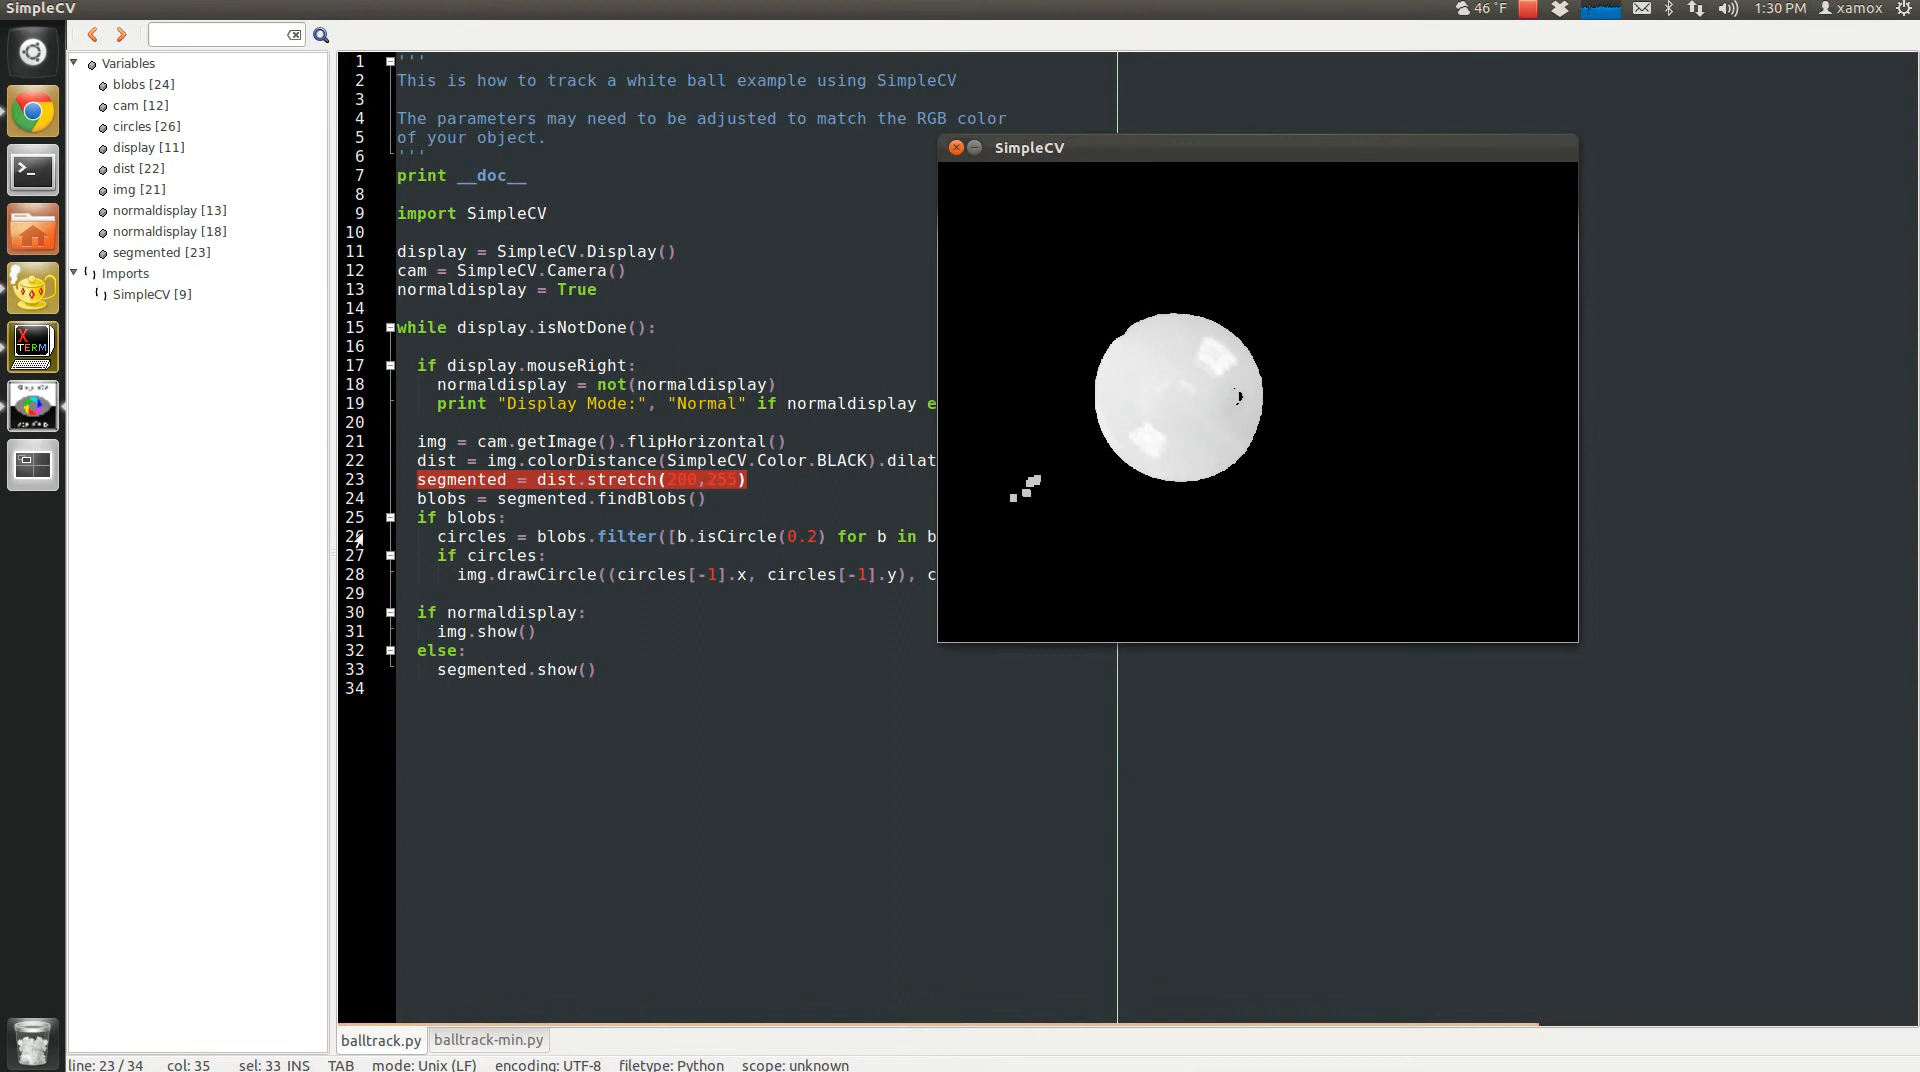 SimpleCV
46 °F
1:30 PM
xamox
Variables
blobs [24]
cam [12]
circles [26]
display [11]
dist [22]
img [21]
normaldisplay [13]
normaldisplay [18]
segmented [23]
Imports
SimpleCV [9]
XTERM
1 '''
2 This is how to track a white ball example using SimpleCV
3
4 The parameters may need to be adjusted to match the RGB color
5 of your object.
6 '''
7 print __doc__
8
9 import SimpleCV
10
11 display = SimpleCV.Display()
12 cam = SimpleCV.Camera()
13 normaldisplay = True
14
15 while display.isNotDone():
16
17 if display.mouseRight:
18 normaldisplay = not(normaldisplay)
19 print "Display Mode:", "Normal" if normaldisplay e
20
21 img = cam.getImage().flipHorizontal()
22 dist = img.colorDistance(SimpleCV.Color.BLACK).dilat
23 segmented = dist.stretch(200,255)
24 blobs = segmented.findBlobs()
25 if blobs:
26 circles = blobs.filter([b.isCircle(0.2) for b in b
27 if circles:
28 img.drawCircle((circles[-1].x, circles[-1].y), c
29
30 if normaldisplay:
31 img.show()
32 else:
33 segmented.show()
34
SimpleCV
balltrack.py
balltrack-min.py
line: 23 / 34 col: 35 sel: 33 INS TAB mode: Unix (LF) encoding: UTF-8 filetype: Python scope: unknown